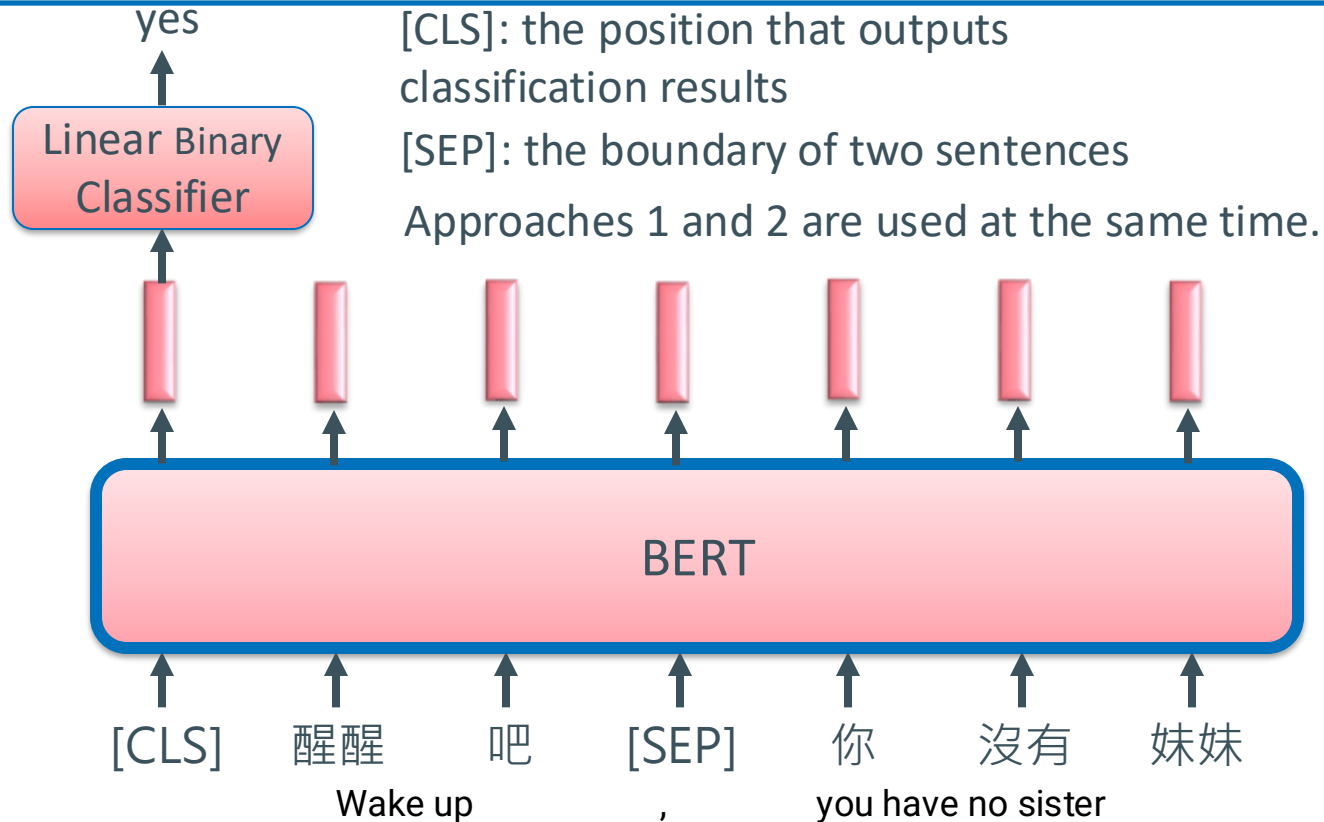 yes
[CLS]: the position that outputs
classification results
Linear Binary
Classifier
[SEP]: the boundary of two sentences
Approaches 1 and 2 are used at the same time.
BERT
[CLS] 醒醒 吧 [SEP] 你 沒有 妹妹
Wake up , you have no sister